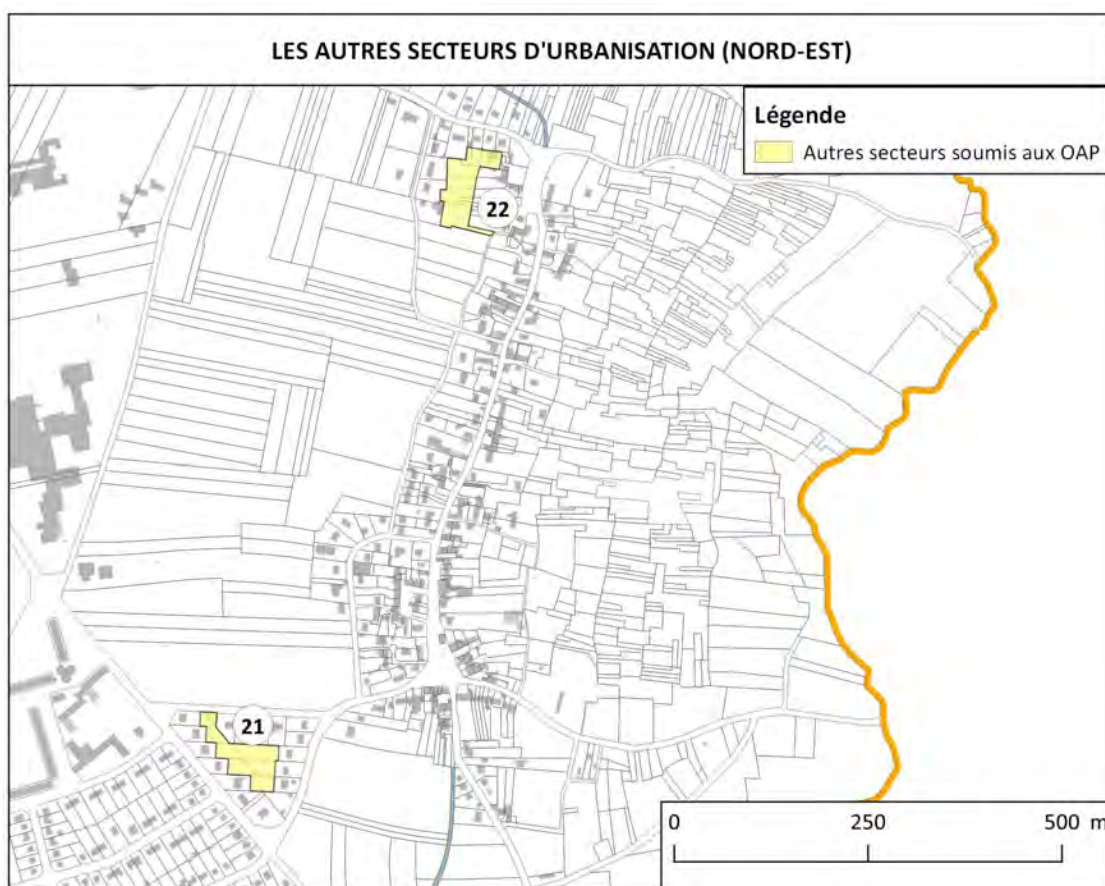 LES AUTRES SECTEURS D'URBANISATION (NORD-EST)
Légende
Autres secteurs soumis aux OAP
22
21
0 250 500 m